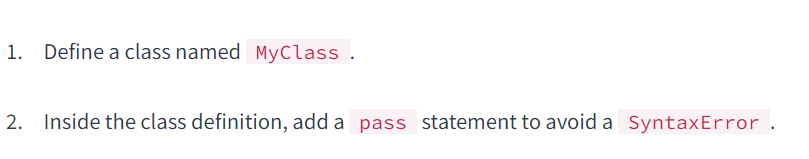 1. Define a class named MyClass .
2. Inside the class definition, add a pass statement to avoid a SyntaxError .